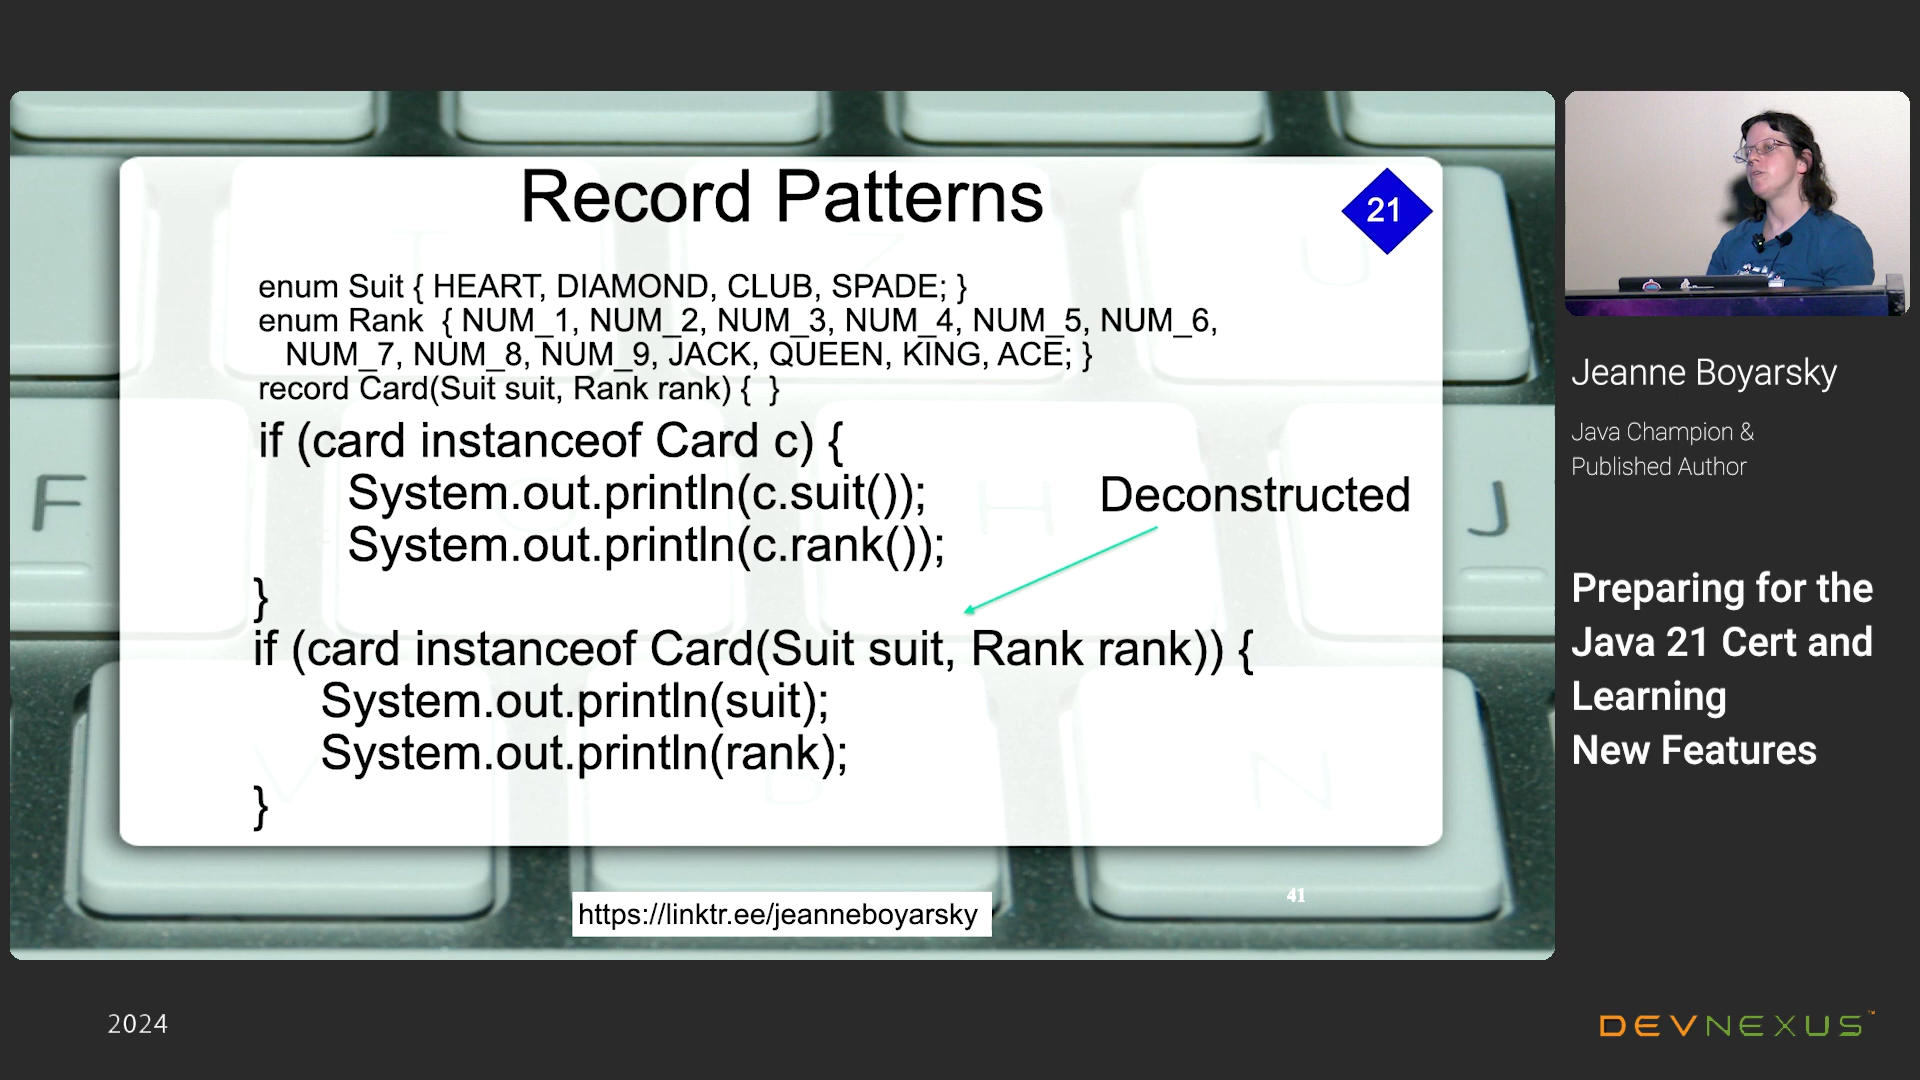 Record Patterns
21
enum Suit { HEART, DIAMOND, CLUB, SPADE; }
enum Rank  { NUM_1, NUM_2, NUM_3, NUM_4, NUM_5, NUM_6,
NUM_7, NUM_8, NUM_9, JACK, QUEEN, KING, ACE; }
record Card(Suit suit, Rank rank) {  }
if (card instanceof Card c) {
System.out.println(c.suit());
System.out.println(c.rank());
}
Deconstructed
if (card instanceof Card(Suit suit, Rank rank)) {
System.out.println(suit);
System.out.println(rank);
}
F
H
J
N
41
https://linktr.ee/jeanneboyarsky
Jeanne Boyarsky
Java Champion &
Published Author
Preparing for the
Java 21 Cert and
Learning
New Features
2024
DEVNEXUS™